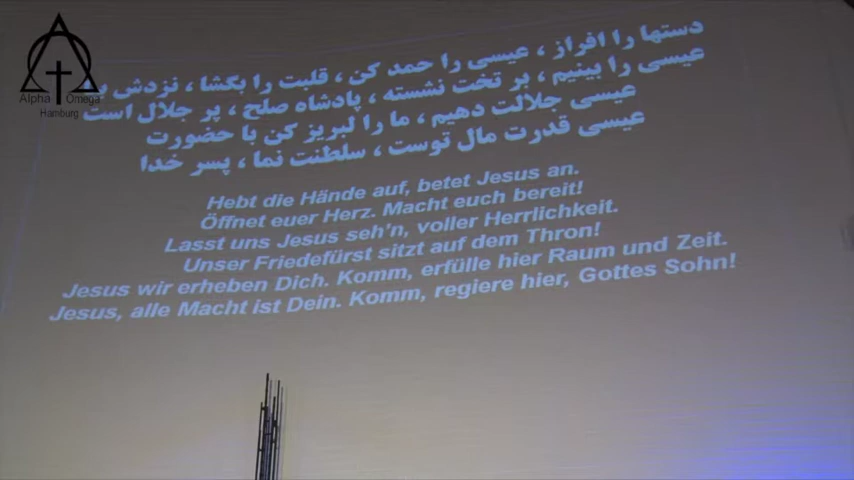 دستها را افراز ، عیسی را حمد کن ، قلبت را بگشا ، نزدش
عیسی را بینیم ، بر تخت نشسته ، پادشاه صلح ، پر جلال است
عیسی جلالت دهیم ، ما را لبریز کن با حضورت
عیسی قدرت مال توست ، سلطنت نما ، پسر خدا
Hebt die Hände auf, betet Jesus an.
Öffnet euer Herz. Macht euch bereit!
Lasst uns Jesus seh'n, voller Herrlichkeit.
Unser Friedefürst sitzt auf dem Thron!
Jesus wir erheben Dich. Komm, erfülle hier Raum und Zeit.
Jesus, alle Macht ist Dein. Komm, regiere hier, Gottes Sohn!
Alpha Omega
Hamburg